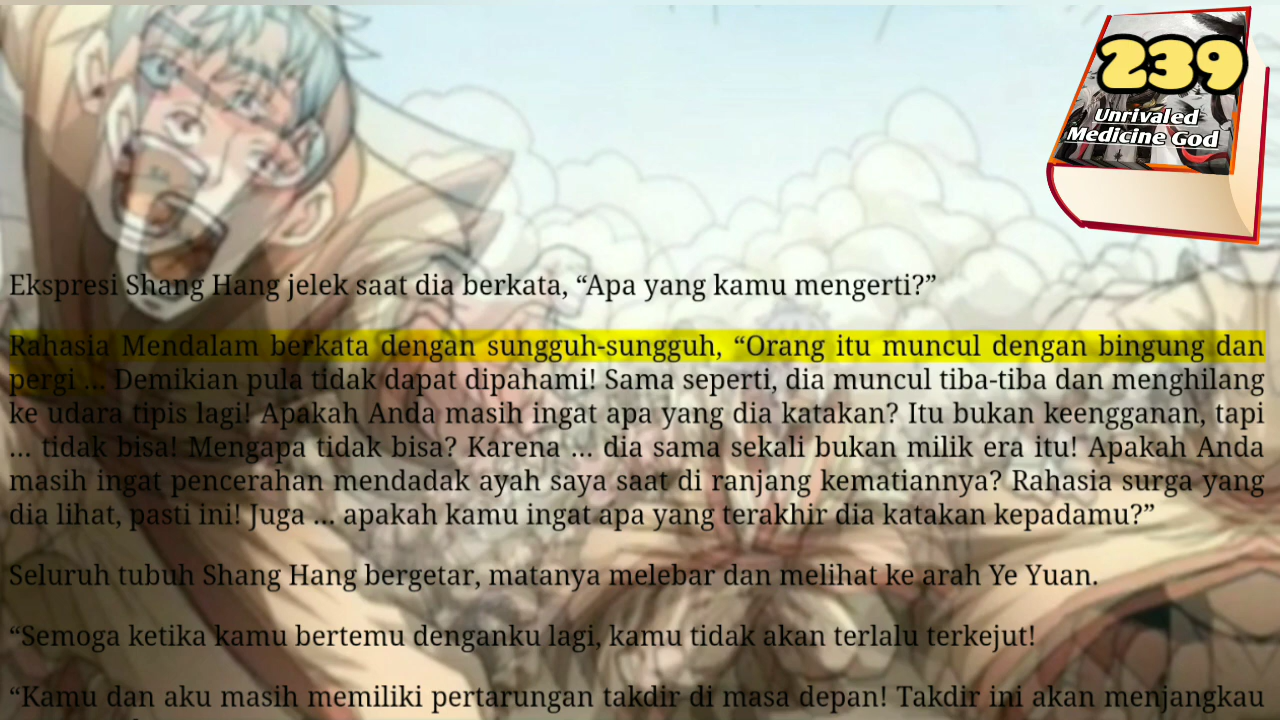 239
Unrivaled
Medicine God
Ekspresi Shang Hang jelek saat dia berkata, “Apa yang kamu mengerti?”
Rahasia Mendalam berkata dengan sungguh-sungguh, “Orang itu muncul dengan bingung dan
pergi ... Demikian pula tidak dapat dipahami! Sama seperti, dia muncul tiba-tiba dan menghilang
ke udara tipis lagi! Apakah Anda masih ingat apa yang dia katakan? Itu bukan keengganan, tapi
... tidak bisa! Mengapa tidak bisa? Karena ... dia sama sekali bukan milik era itu! Apakah Anda
masih ingat pencerahan mendadak ayah saya saat di ranjang kematiannya? Rahasia surga yang
dia lihat, pasti ini! Juga ... apakah kamu ingat apa yang terakhir dia katakan kepadamu?”
Seluruh tubuh Shang Hang bergetar, matanya melebar dan melihat ke arah Ye Yuan.
“Semoga ketika kamu bertemu denganku lagi, kamu tidak akan terlalu terkejut!
“Kamu dan aku masih memiliki pertarungan takdir di masa depan! Takdir ini akan menjangkau